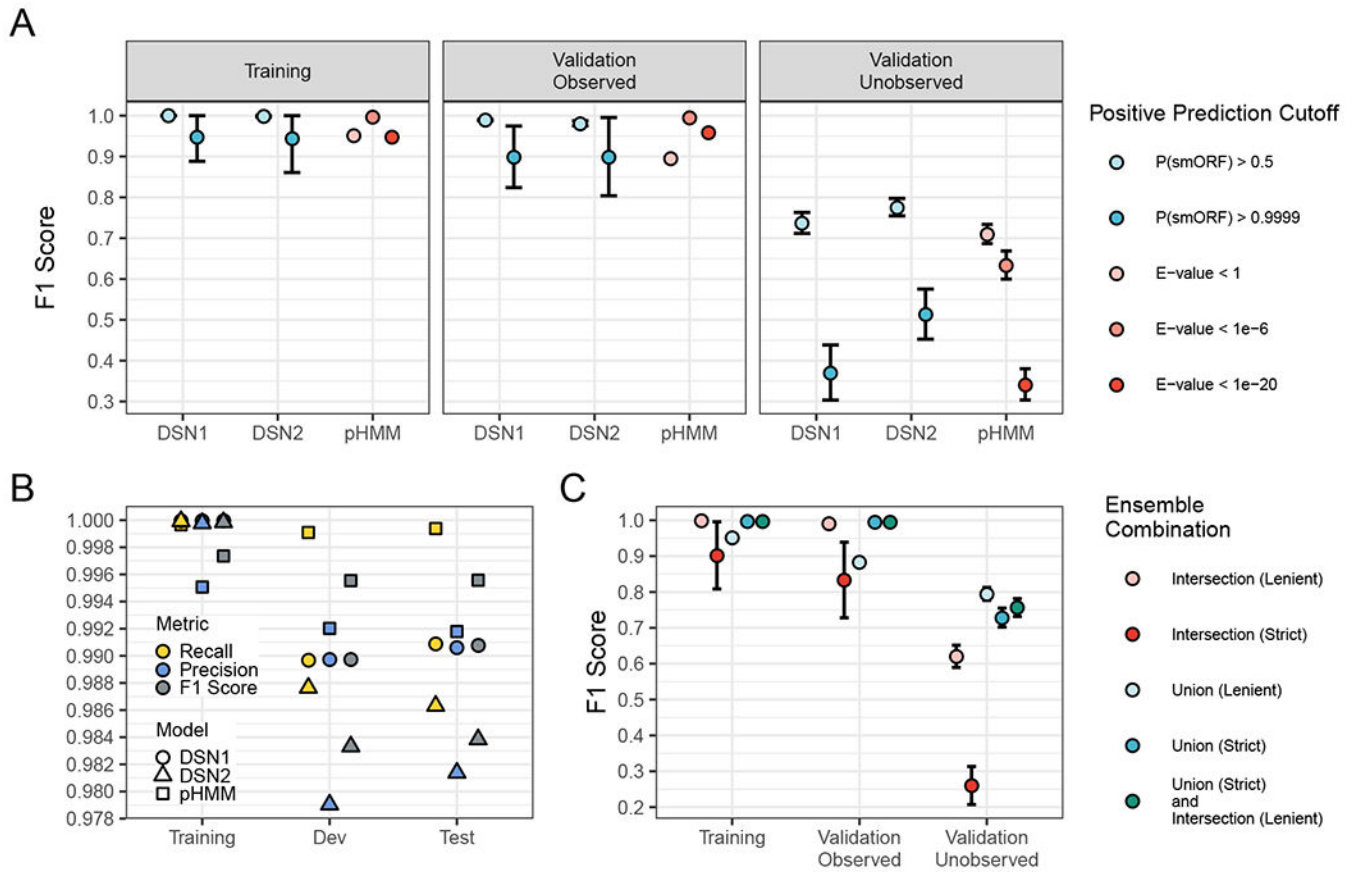 A
Training
Validation
Observed
Validation
Unobserved
F1 Score
1.0
0.9
0.8
0.7
0.6
0.5
0.4
0.3
DSN1
DSN2
pHMM
DSN1
DSN2
pHMM
DSN1
DSN2
pHMM
Positive Prediction Cutoff
P(smORF) > 0.5
P(smORF) > 0.9999
E-value < 1
E-value < 1e-6
E-value < 1e-20
B
1.000
0.998
0.996
0.994
0.992
0.990
0.988
0.986
0.984
0.982
0.980
0.978
Metric
Recall
Precision
F1 Score
Model
DSN1
DSN2
pHMM
Training
Dev
Test
C
F1 Score
1.0
0.9
0.8
0.7
0.6
0.5
0.4
0.3
0.2
Training
Validation
Observed
Validation
Unobserved
Ensemble
Combination
Intersection (Lenient)
Intersection (Strict)
Union (Lenient)
Union (Strict)
Union (Strict)
and
Intersection (Lenient)